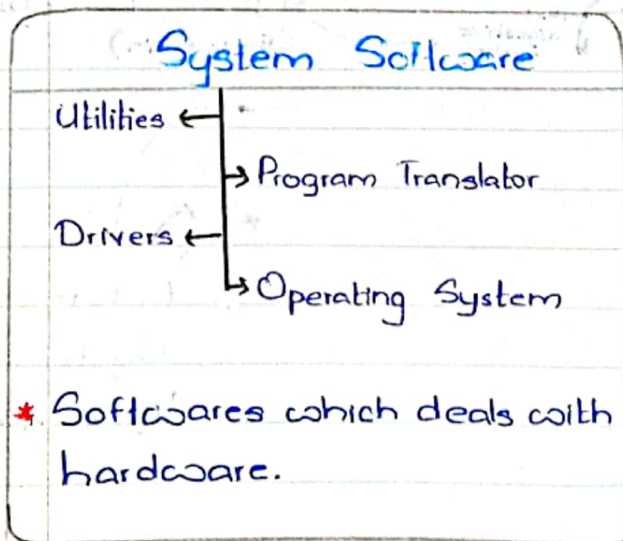 System Software
Utilities ←
→ Program Translator
Drivers ←
→ Operating System
* Softwares which deals with
hardware.